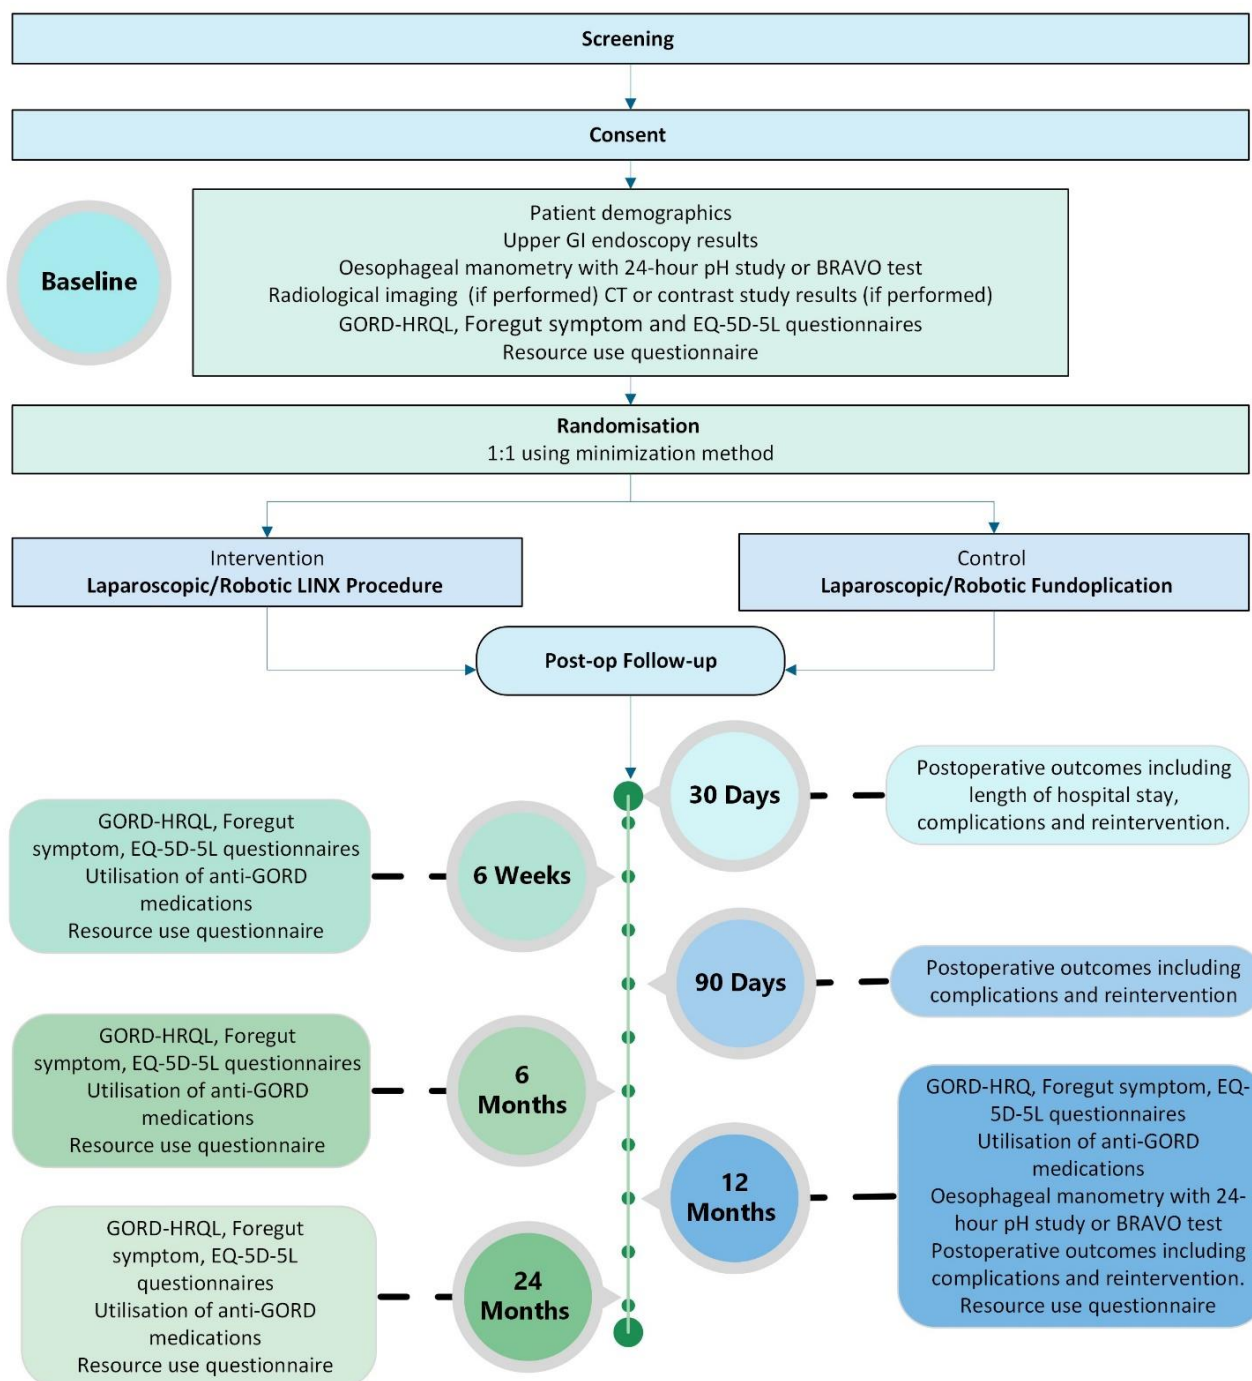 Screening
Consent
Baseline
Patient demographics
Upper GI endoscopy results
Oesophageal manometry with 24-hour pH study or BRAVO test
Radiological imaging (if performed) CT or contrast study results (if performed)
GORD-HRQL, Foregut symptom and EQ-5D-5L questionnaires
Resource use questionnaire
Randomisation
1:1 using minimization method
Intervention
Laparoscopic/Robotic LINX Procedure
Control
Laparoscopic/Robotic Fundoplication
Post-op Follow-up
30 Days
Postoperative outcomes including
length of hospital stay,
complications and reintervention.
6 Weeks
GORD-HRQL, Foregut
symptom, EQ-5D-5L questionnaires
Utilisation of anti-GORD
medications
Resource use questionnaire
90 Days
Postoperative outcomes including
complications and reintervention
6
Months
GORD-HRQL, Foregut
symptom, EQ-5D-5L questionnaires
Utilisation of anti-GORD
medications
Resource use questionnaire
12
Months
GORD-HRQ, Foregut symptom, EQ-
5D-5L questionnaires
Utilisation of anti-GORD
medications
Oesophageal manometry with 24-
hour pH study or BRAVO test
Postoperative outcomes including
complications and reintervention.
Resource use questionnaire
24
Months
GORD-HRQL, Foregut
symptom, EQ-5D-5L
questionnaires
Utilisation of anti-GORD
medications
Resource use questionnaire